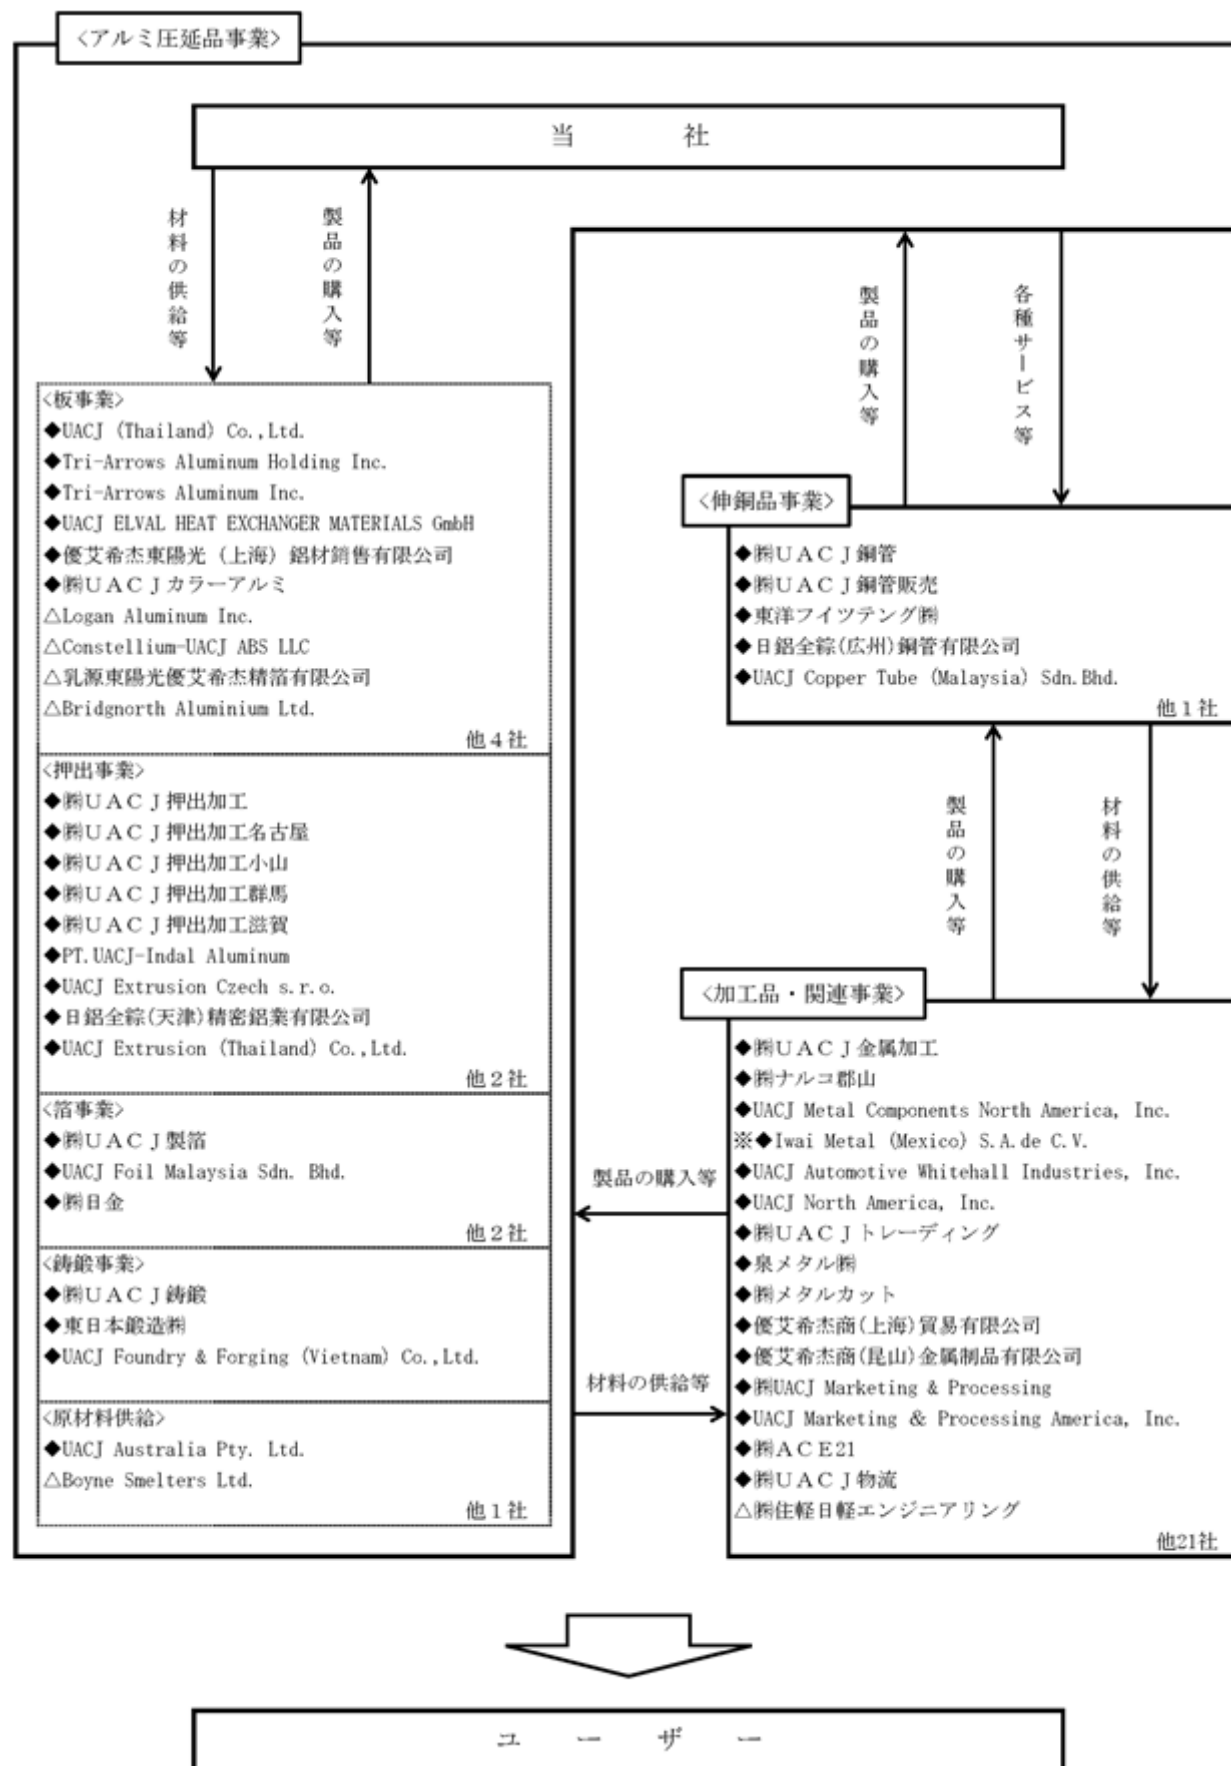 <アルミ圧延品事業>
当　　　社
材料の供給等
製品の購入等
<板事業>
◆UACJ (Thailand) Co.,Ltd.
◆Tri-Arrows Aluminum Holding Inc.
◆Tri-Arrows Aluminum Inc.
◆UACJ ELVAL HEAT EXCHANGER MATERIALS GmbH
◆優艾希杰東陽光（上海）鋁材銷售有限公司
◆㈱ＵＡＣＪカラーアルミ
△Logan Aluminum Inc.
△Constellium-UACJ ABS LLC
△乳源東陽光優艾希杰精箔有限公司
△Bridgnorth Aluminium Ltd.
他４社
<押出事業>
◆㈱ＵＡＣＪ押出加工
◆㈱ＵＡＣＪ押出加工名古屋
◆㈱ＵＡＣＪ押出加工小山
◆㈱ＵＡＣＪ押出加工群馬
◆㈱ＵＡＣＪ押出加工滋賀
◆PT.UACJ-Indal Aluminum
◆UACJ Extrusion Czech s.r.o.
◆日鋁全綜(天津)精密鋁業有限公司
◆UACJ Extrusion (Thailand) Co.,Ltd.
他２社
<箔事業>
◆㈱ＵＡＣＪ製箔
◆UACJ Foil Malaysia Sdn. Bhd.
◆㈱日金
他２社
<鋳鍛事業>
◆㈱ＵＡＣＪ鋳鍛
◆東日本鍛造㈱
◆UACJ Foundry & Forging (Vietnam) Co.,Ltd.
<原材料供給>
◆UACJ Australia Pty. Ltd.
△Boyne Smelters Ltd.
他１社
製品の購入等
各種サービス等
<伸銅品事業>
◆㈱ＵＡＣＪ銅管
◆㈱ＵＡＣＪ銅管販売
◆東洋フイツテング㈱
◆日鋁全綜(広州)銅管有限公司
◆UACJ Copper Tube (Malaysia) Sdn.Bhd.
他１社
製品の購入等
材料の供給等
<加工品・関連事業>
◆㈱ＵＡＣＪ金属加工
◆㈱ナルコ郡山
◆UACJ Metal Components North America, Inc.
※◆Iwai Metal (Mexico) S.A.de C.V.
◆UACJ Automotive Whitehall Industries, Inc.
◆UACJ North America, Inc.
◆㈱ＵＡＣＪトレーディング
◆泉メタル㈱
◆㈱メタルカット
◆優艾希杰商(上海)貿易有限公司
◆優艾希杰商(昆山)金属制品有限公司
◆㈱UACJ Marketing & Processing
◆UACJ Marketing & Processing America, Inc.
◆㈱ＡＣＥ21
◆㈱ＵＡＣＪ物流
△㈱住軽日軽エンジニアリング
他21社
製品の購入等
材料の供給等
ユ　ー　ザ　ー